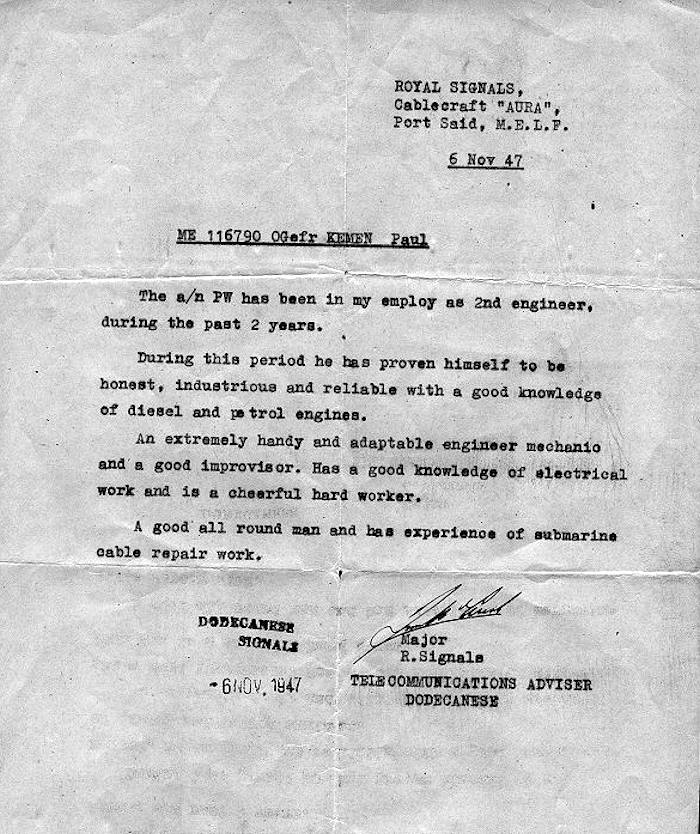 ROYAL SIGNALS,
Cablecraft "AURA",
Port Said, M.E.L.F.
6 Nov 47
ME 116790 OGefr KEMEN Paul
The a/n PW has been in my employ as 2nd engineer,
during the past 2 years.
During this period he has proven himself to be
honest, industrious and reliable with a good knowledge
of diesel and petrol engines.
An extremely handy and adaptable engineer mechanic
and a good improvisor. Has a good knowledge of electrical
work and is a cheerful hard worker.
A good all round man and has experience of submarine
cable repair work.
DODECANESE
SIGNALS
-6 NOV. 1947
Major
R.Signals
TELECOMMUNICATIONS ADVISER
DODECANESE